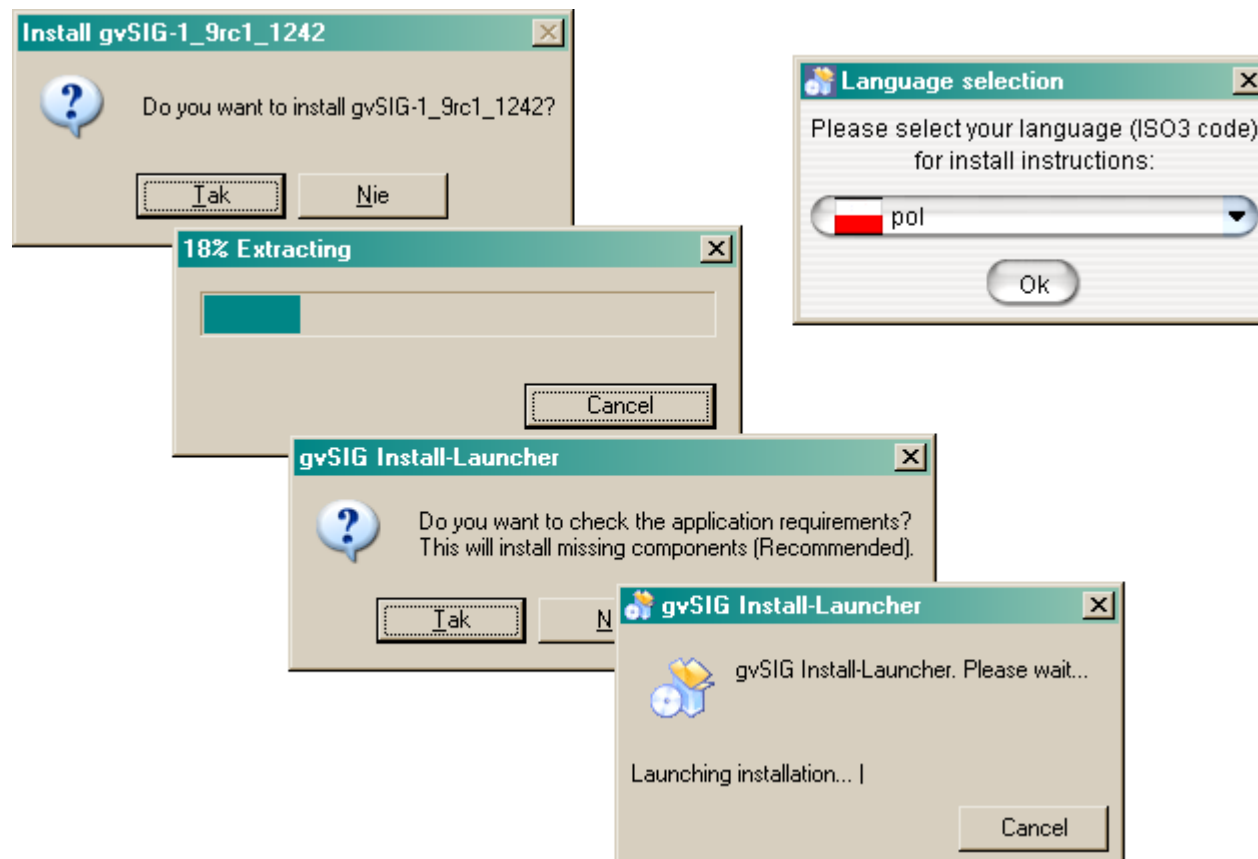 Install gvSIG-1_9rc1_1242
Do you want to install gvSIG-1_9rc1_1242?
Tak
Nie
Language selection
Please select your language (ISO3 code)
for install instructions:
pol
Ok
18% Extracting
Cancel
gvSIG Install-Launcher
Do you want to check the application requirements?
This will install missing components (Recommended).
Tak
N
gvSIG Install-Launcher
gvSIG Install-Launcher. Please wait...
Launching installation... |
Cancel